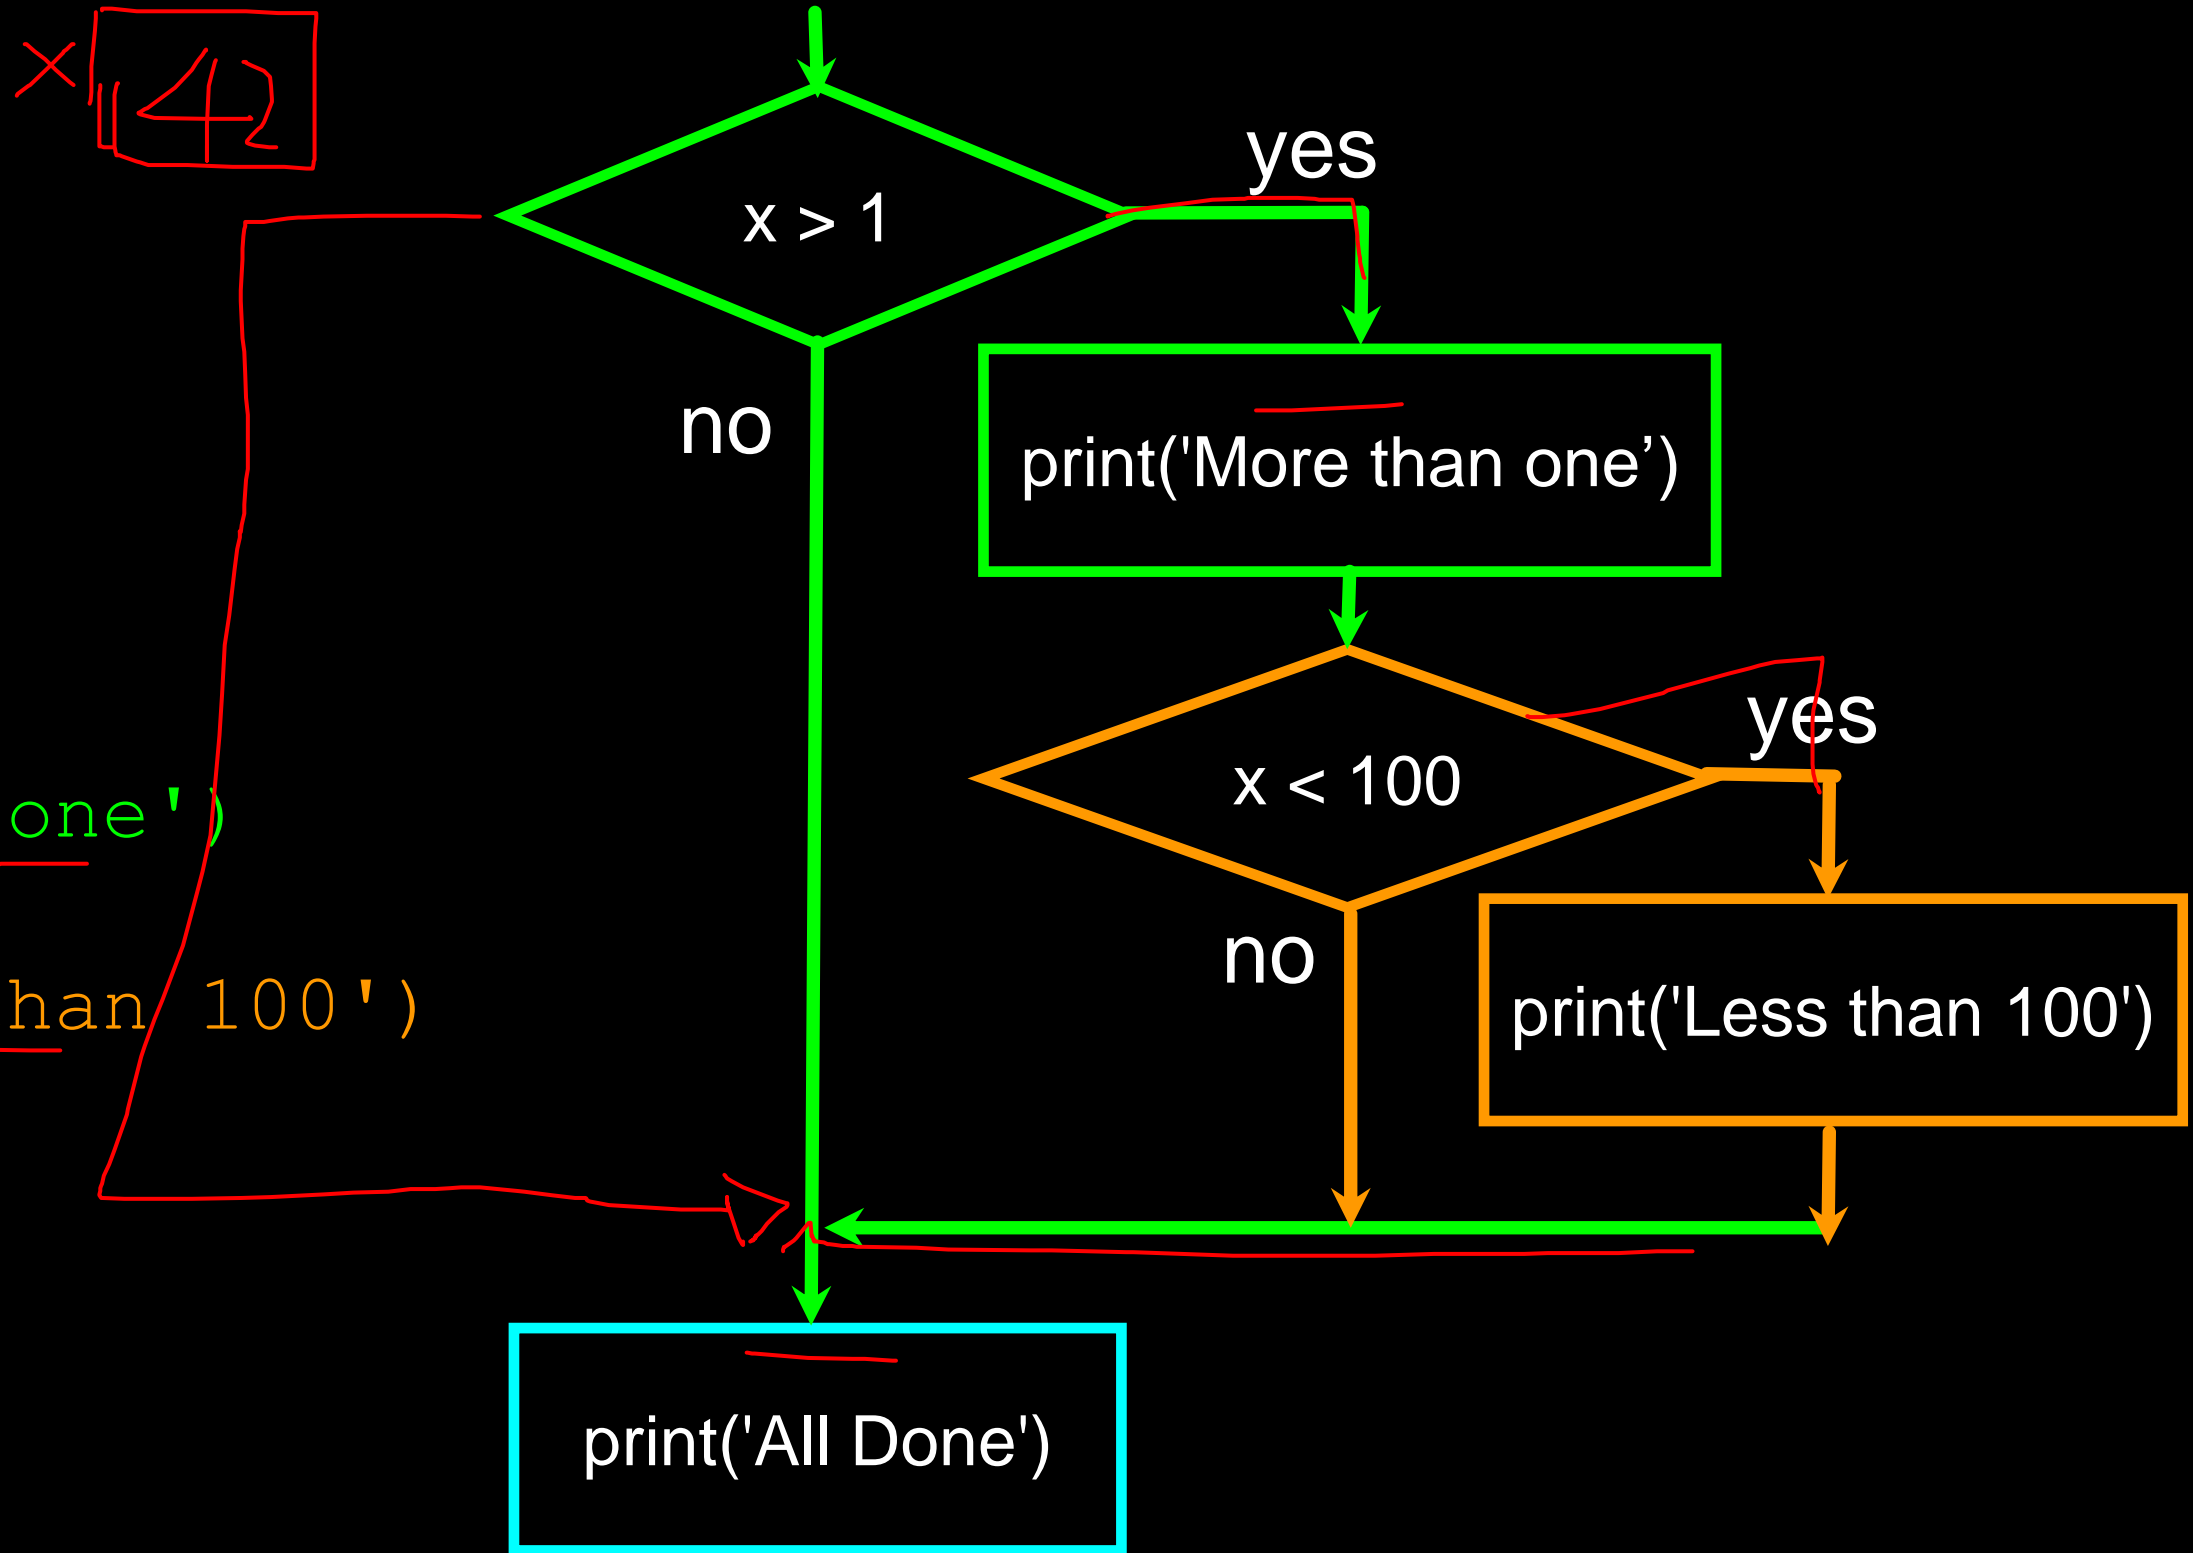 x 42
yes
x > 1
no
print('More than one’)
yes
x < 100
one')
no
han 100')
print('Less than 100')
print('All Done')